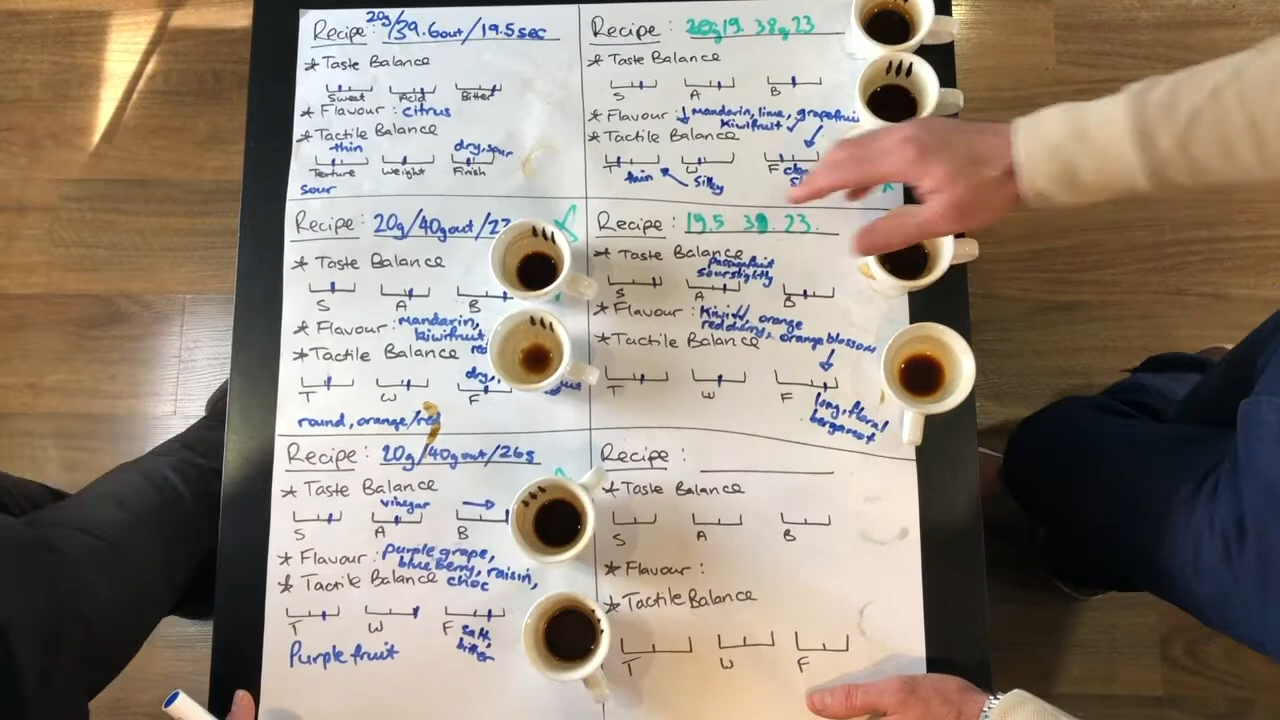 Recipe: 20g/39.6out/19.5sec
* Taste Balance
Sweet Acid Bitter
* Flavour: citrus
* Tactile Balance
thin dry, sour
Texture Weight Finish
sour
Recipe: 19. 38g 23
* Taste Balance
S A B
* Flavour: ↓ Mandarin, lime, grapefruit
Kiwifruit
* Tactile Balance
T W F
thin silky
Recipe: 20g/40gout/2
* Taste Balance
S A B
* Flavour: Mandarin,
kiwifruit
* Tactile Balance
dry,
T W F
round, orange/red
Recipe: 19.5 39. 23.
* Taste Balance
Passionfruit
sour slightly
S A B
* Flavour: Kiwi, orange
red cherry, orange blossom
* Tactile Balance
T W F
long, floral
bergamot
Recipe: 20g/40gout/26s
* Taste Balance
vinegar →
S A B
* Flavour: purple grape,
blueberry, raisin,
* Tactile Balance choc
T W F salt,
bitter
Purple fruit
Recipe:
* Taste Balance
S A B
* Flavour:
* Tactile Balance
T W F